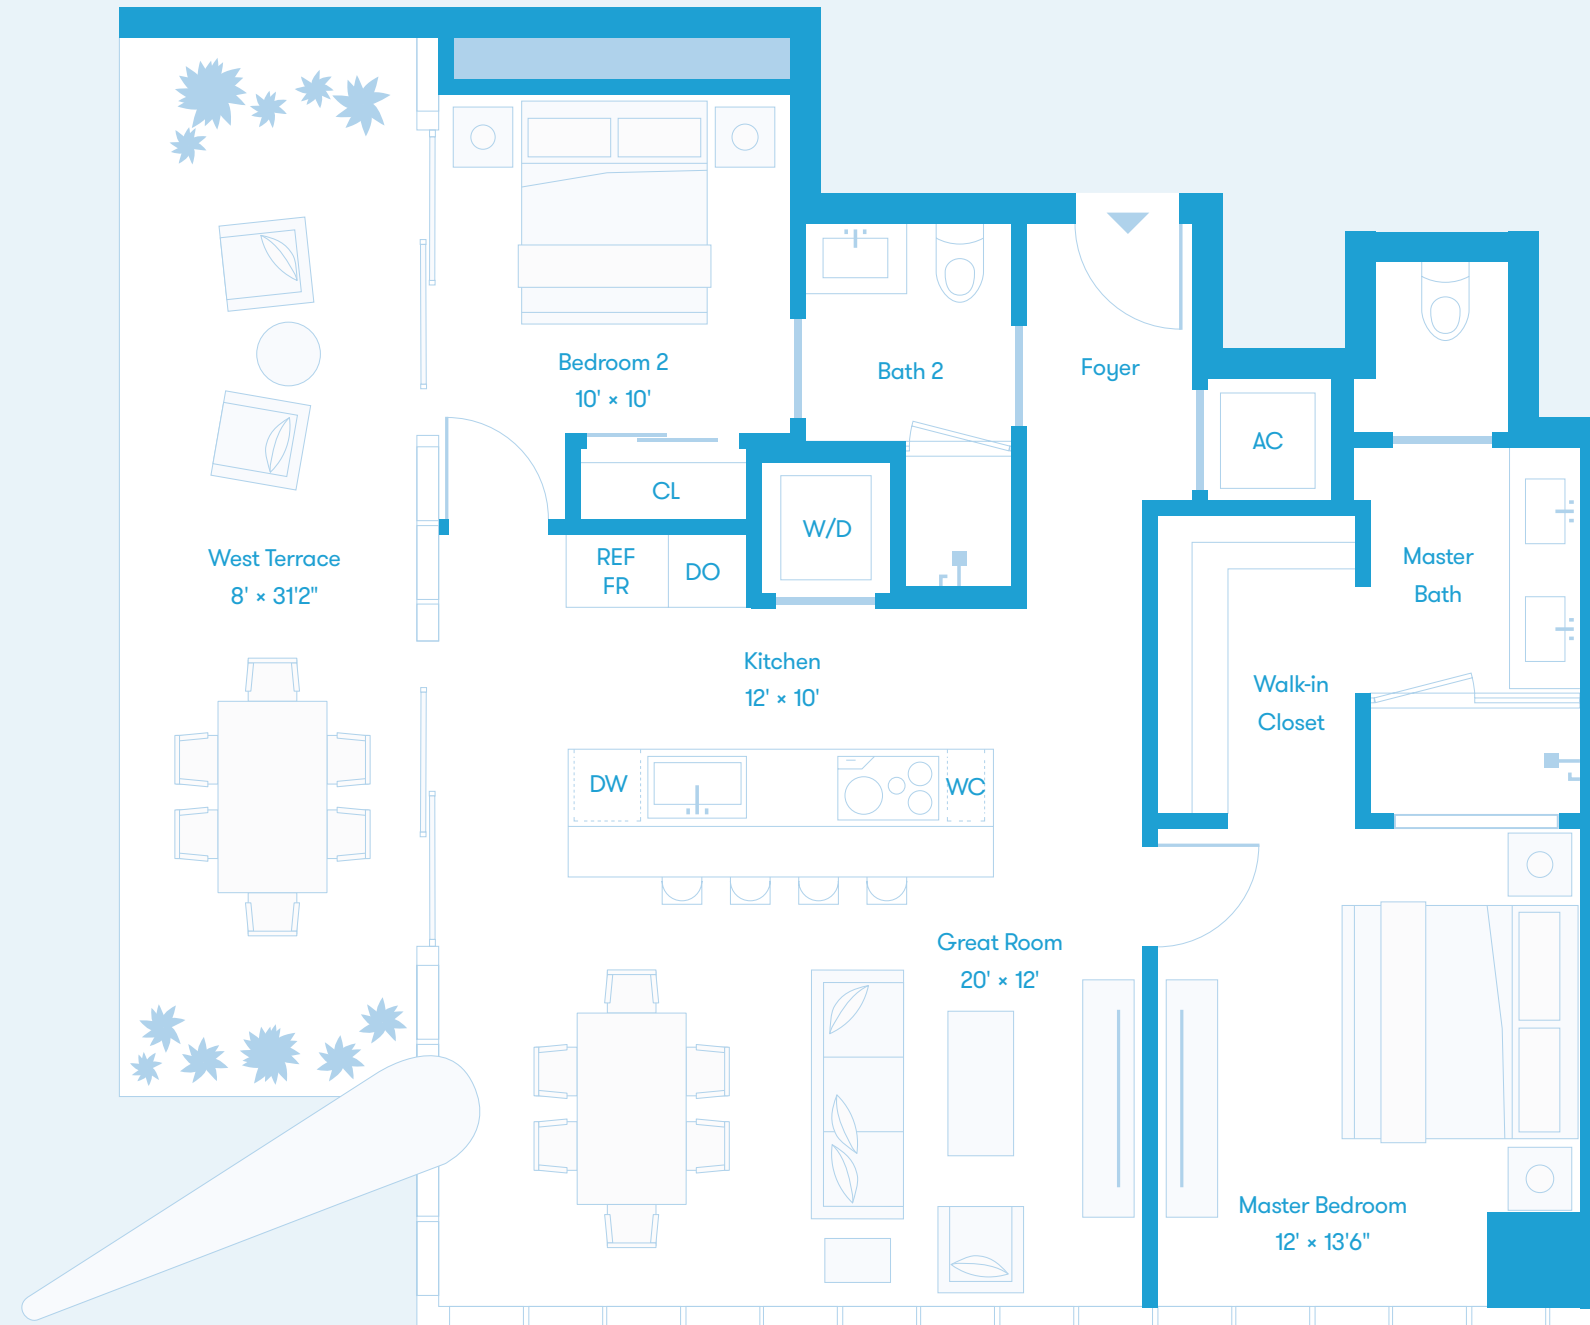 Bedroom 2
10' × 10'
Bath 2
Foyer
AC
CL
W/D
REF
FR
DO
West Terrace
8' × 31'2"
Master
Bath
Kitchen
12' × 10'
Walk-in
Closet
DW
WC
Great Room
20' × 12'
Master Bedroom
12' × 13'6"